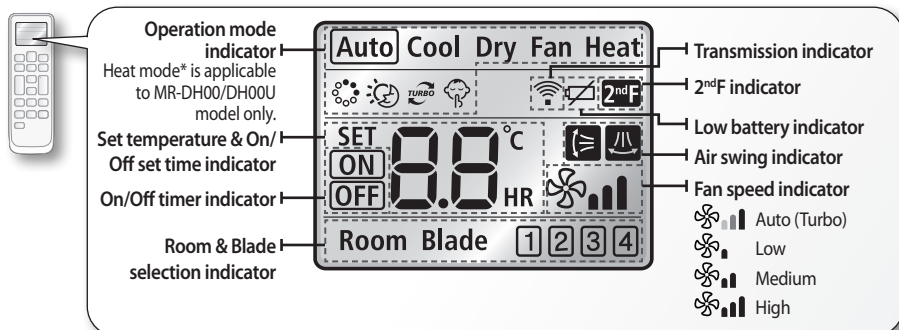 Operation mode
indicator
Heat mode* is applicable
to MR-DH00/DH00U
model only.
Set temperature & On/
Off set time indicator
On/Off timer indicator
Room & Blade
selection indicator
Auto Cool Dry Fan Heat
TURBO
2ndF
SET
ON
OFF
8.8°C
HR
Room Blade 1 2 3 4
Transmission indicator
2ndF indicator
Low battery indicator
Air swing indicator
Fan speed indicator
Auto (Turbo)
Low
Medium
High